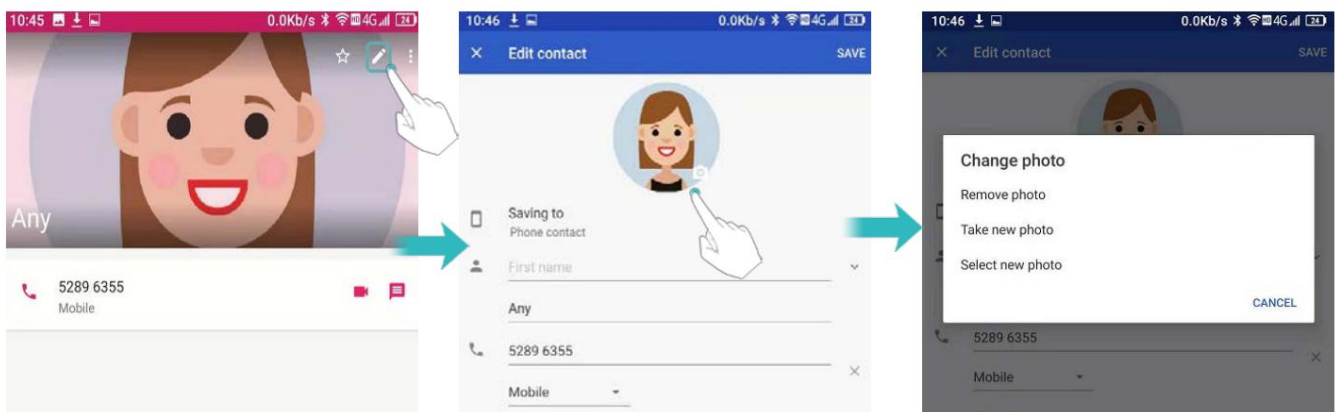 10:45 0.0Kb/s HD 4G 24
Any
5289 6355
Mobile
10:46 0.0Kb/s 4G 24
Edit contact SAVE
Saving to
Phone contact
First name
Any
5289 6355
Mobile
10:46 0.0Kb/s 4G 24
Edit contact SAVE
Change photo
Remove photo
Take new photo
Select new photo
CANCEL
5289 6355
Mobile